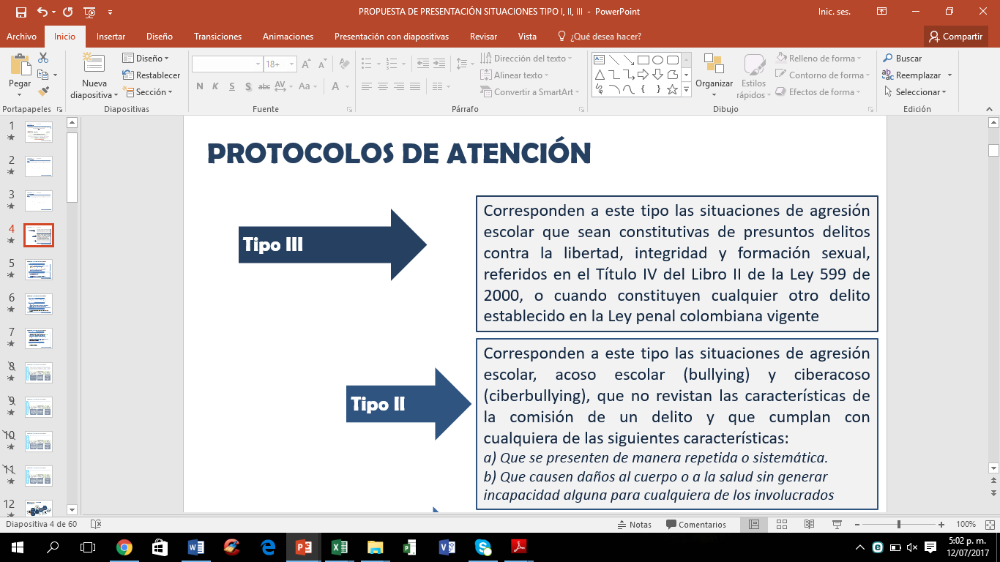 PROPUESTA DE PRESENTACIÓN SITUACIONES TIPO I, II, III - PowerPoint
Inic. ses.
Archivo
Inicio
Insertar
Diseño
Transiciones
Animaciones
Presentación con diapositivas
Revisar
Vista
¿Qué desea hacer?
Compartir
Pegar
Portapapeles
Nueva
diapositiva
Diseño
Restablecer
Sección
Diapositivas
18+
N K S S abc AV Aa A
Fuente
Dirección del texto
Alinear texto
Convertir a SmartArt
Párrafo
Organizar
Estilos
rápidos
Relleno de forma
Contorno de forma
Efectos de forma
Dibujo
Buscar
Reemplazar
Seleccionar
Edición
1
2
3
4
5
6
7
8
9
10
11
12
PROTOCOLOS DE ATENCIÓN
Tipo III
Corresponden a este tipo las situaciones de agresión
escolar que sean constitutivas de presuntos delitos
contra la libertad, integridad y formación sexual,
referidos en el Título IV del Libro II de la Ley 599 de
2000, o cuando constituyen cualquier otro delito
establecido en la Ley penal colombiana vigente
Tipo II
Corresponden a este tipo las situaciones de agresión
escolar, acoso escolar (bullying) y ciberacoso
(ciberbullying), que no revistan las características de
la comisión de un delito y que cumplan con
cualquiera de las siguientes características:
a) Que se presenten de manera repetida o sistemática.
b) Que causen daños al cuerpo o a la salud sin generar
incapacidad alguna para cualquiera de los involucrados
Diapositiva 4 de 60
Notas
Comentarios
100%
5:02 p. m.
12/07/2017